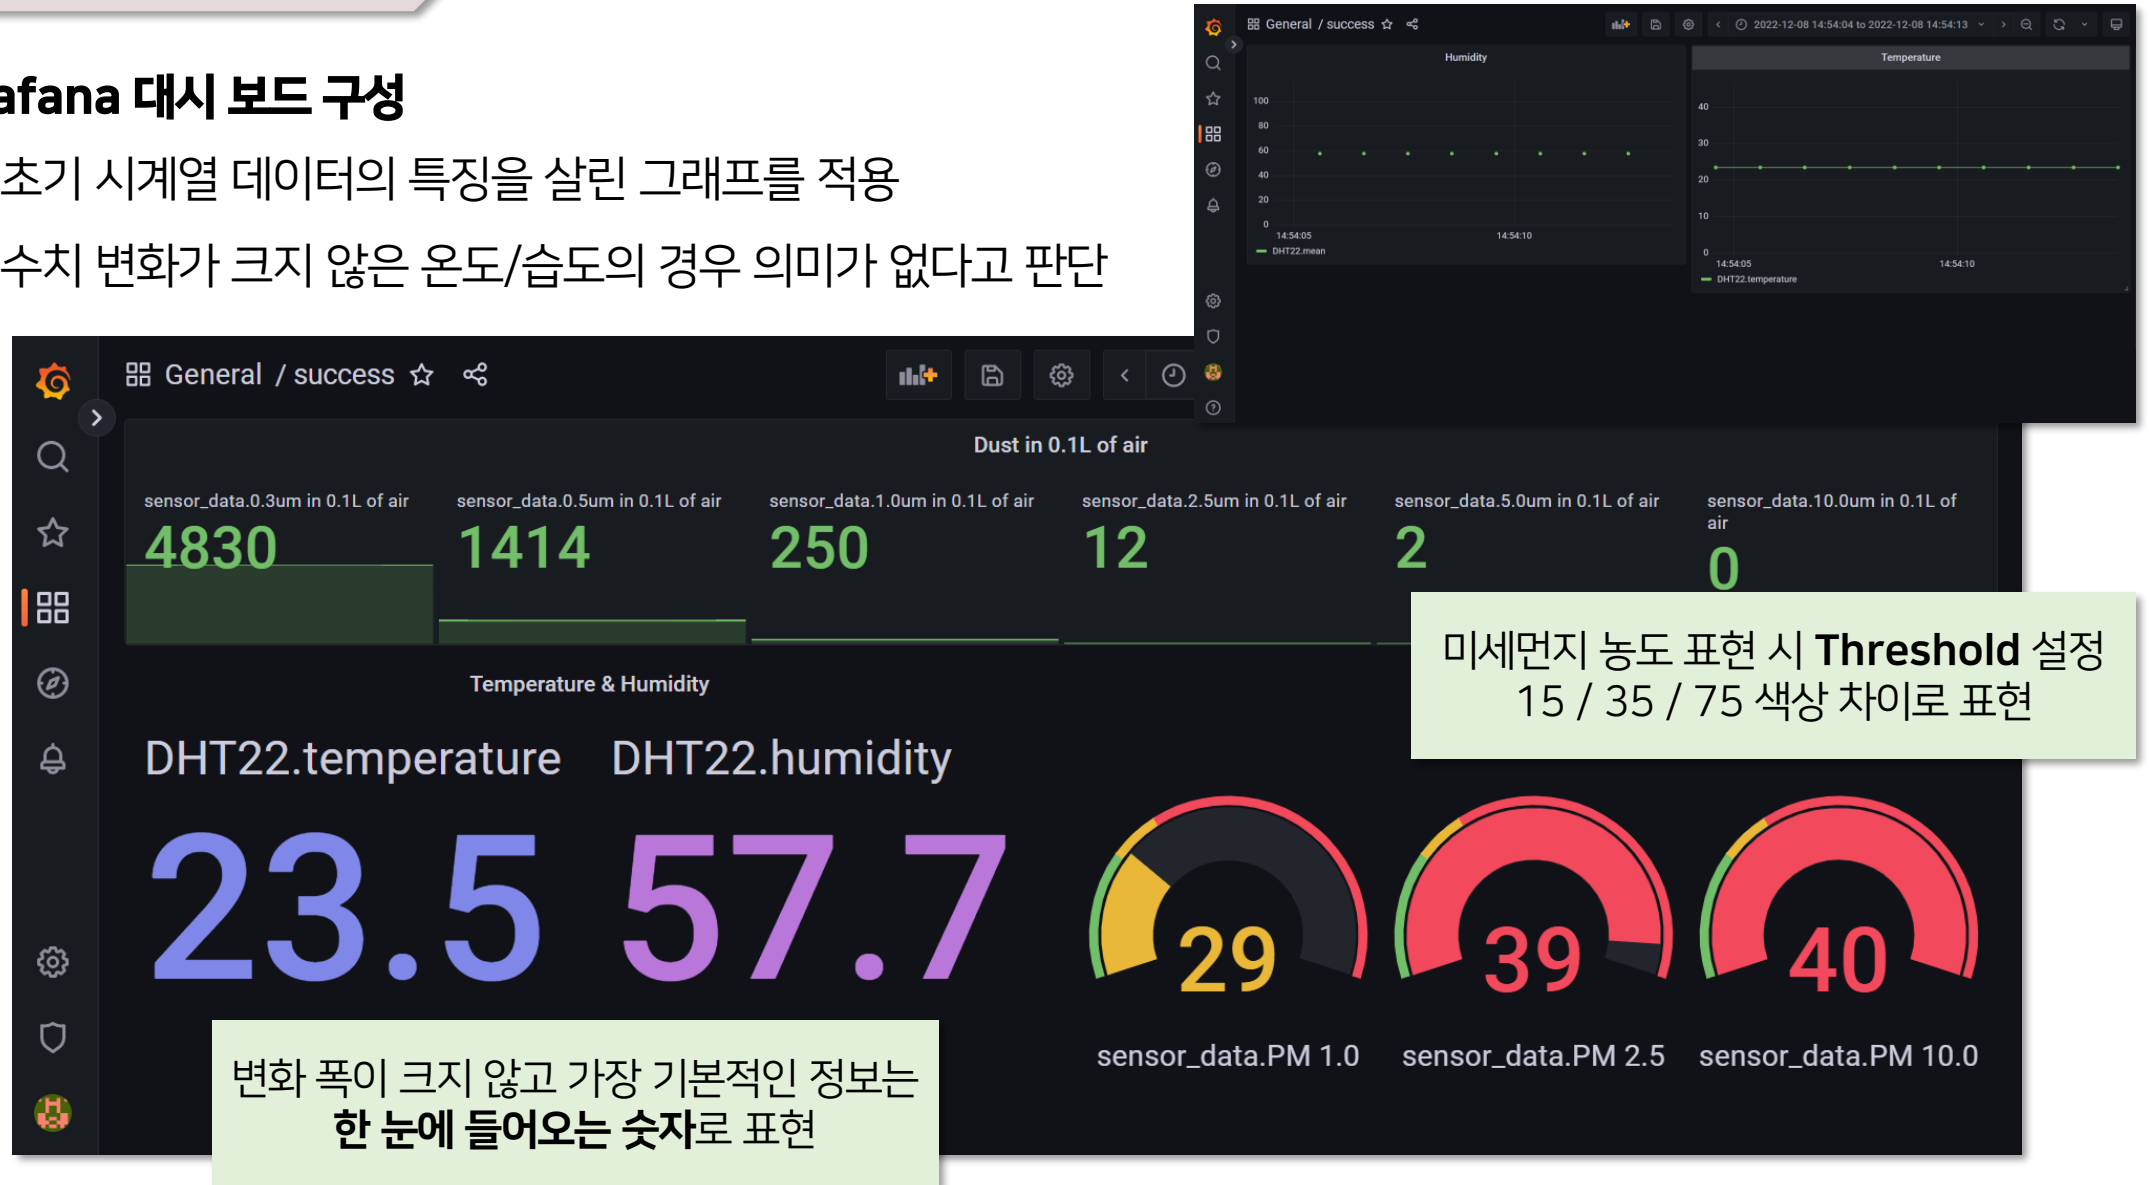 afana 대시 보드 구성
초기 시계열 데이터의 특징을 살린 그래프를 적용
수치 변화가 크지 않은 온도/습도의 경우 의미가 없다고 판단
General / success
2022-12-08 14:54:04 to 2022-12-08 14:54:13
Humidity
100
80
60
40
20
0
14:54:05
14:54:10
DHT22.mean
Temperature
40
30
20
10
0
14:54:05
14:54:10
DHT22.temperature
General / success
Dust in 0.1L of air
sensor_data.0.3um in 0.1L of air
4830
sensor_data.0.5um in 0.1L of air
1414
sensor_data.1.0um in 0.1L of air
250
sensor_data.2.5um in 0.1L of air
12
sensor_data.5.0um in 0.1L of air
2
sensor_data.10.0um in 0.1L of
air
0
미세먼지 농도 표현 시 Threshold 설정
15 / 35 / 75 색상 차이로 표현
Temperature & Humidity
DHT22.temperature
23.5
DHT22.humidity
57.7
29
sensor_data.PM 1.0
39
sensor_data.PM 2.5
40
sensor_data.PM 10.0
변화 폭이 크지 않고 가장 기본적인 정보는
한 눈에 들어오는 숫자로 표현